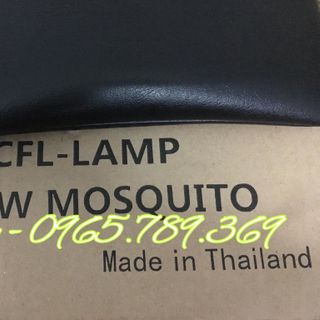 CFL-LAMP
W MOSQUITO
- 0965.789.369
Made in Thailand